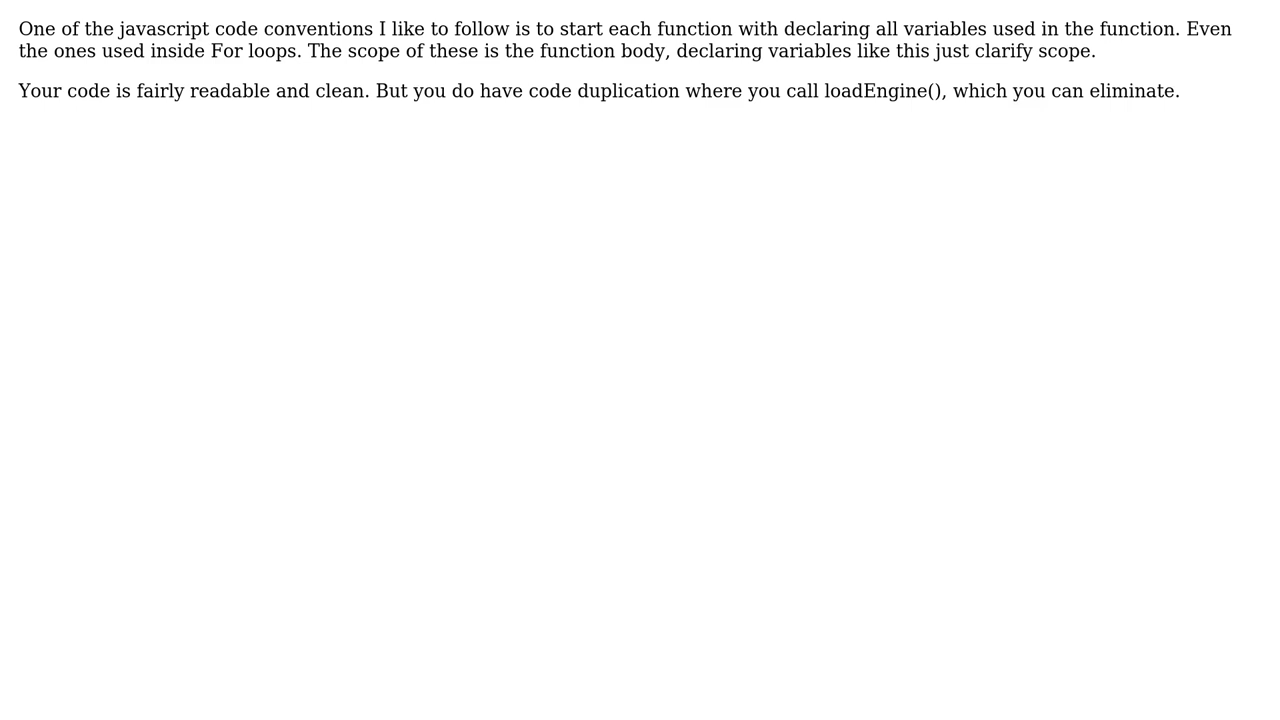 One of the javascript code conventions I like to follow is to start each function with declaring all variables used in the function. Even
the ones used inside For loops. The scope of these is the function body, declaring variables like this just clarify scope.
Your code is fairly readable and clean. But you do have code duplication where you call loadEngine(), which you can eliminate.